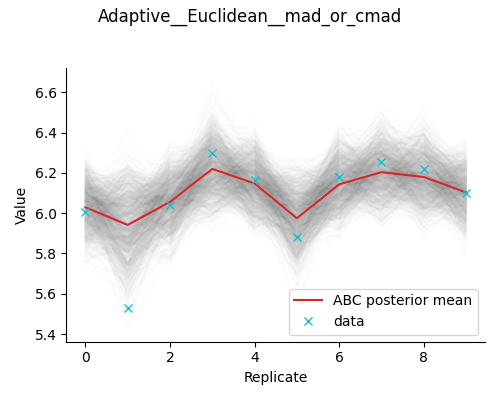 Adaptive__Euclidean__mad_or_cmad
Value
6.6
6.4
6.2
6.0
5.8
5.6
5.4
0 2 4 6 8
Replicate
ABC posterior mean
data